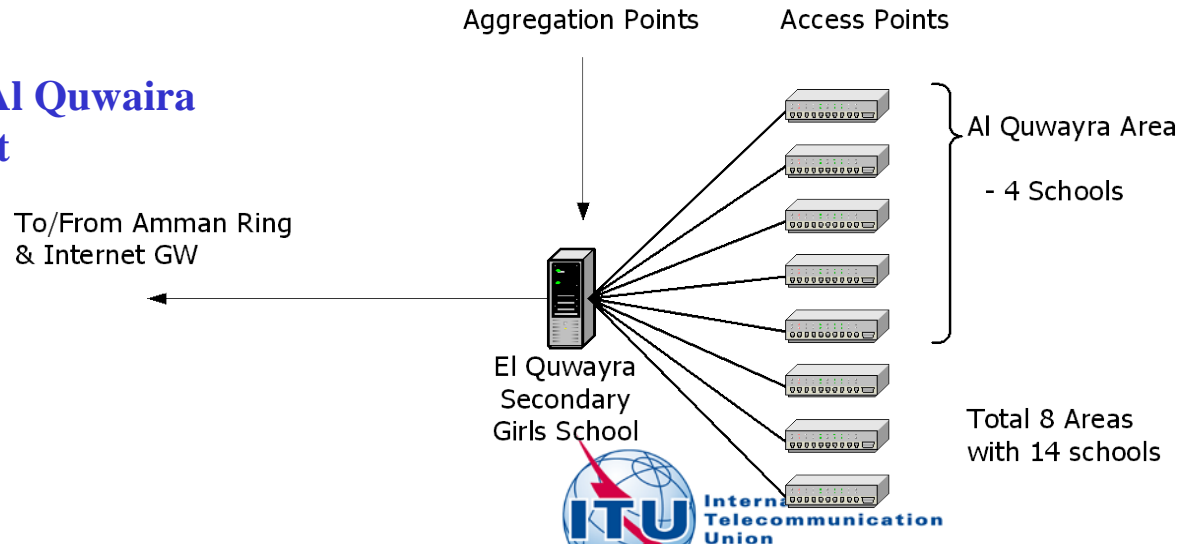 Aggregation Points
Access Points
Al Quwaira
To/From Amman Ring
& Internet GW
Al Quwayra Area
- 4 Schools
El Quwayra
Secondary
Girls School
Total 8 Areas
with 14 schools
ITU
Telecommunication
Union